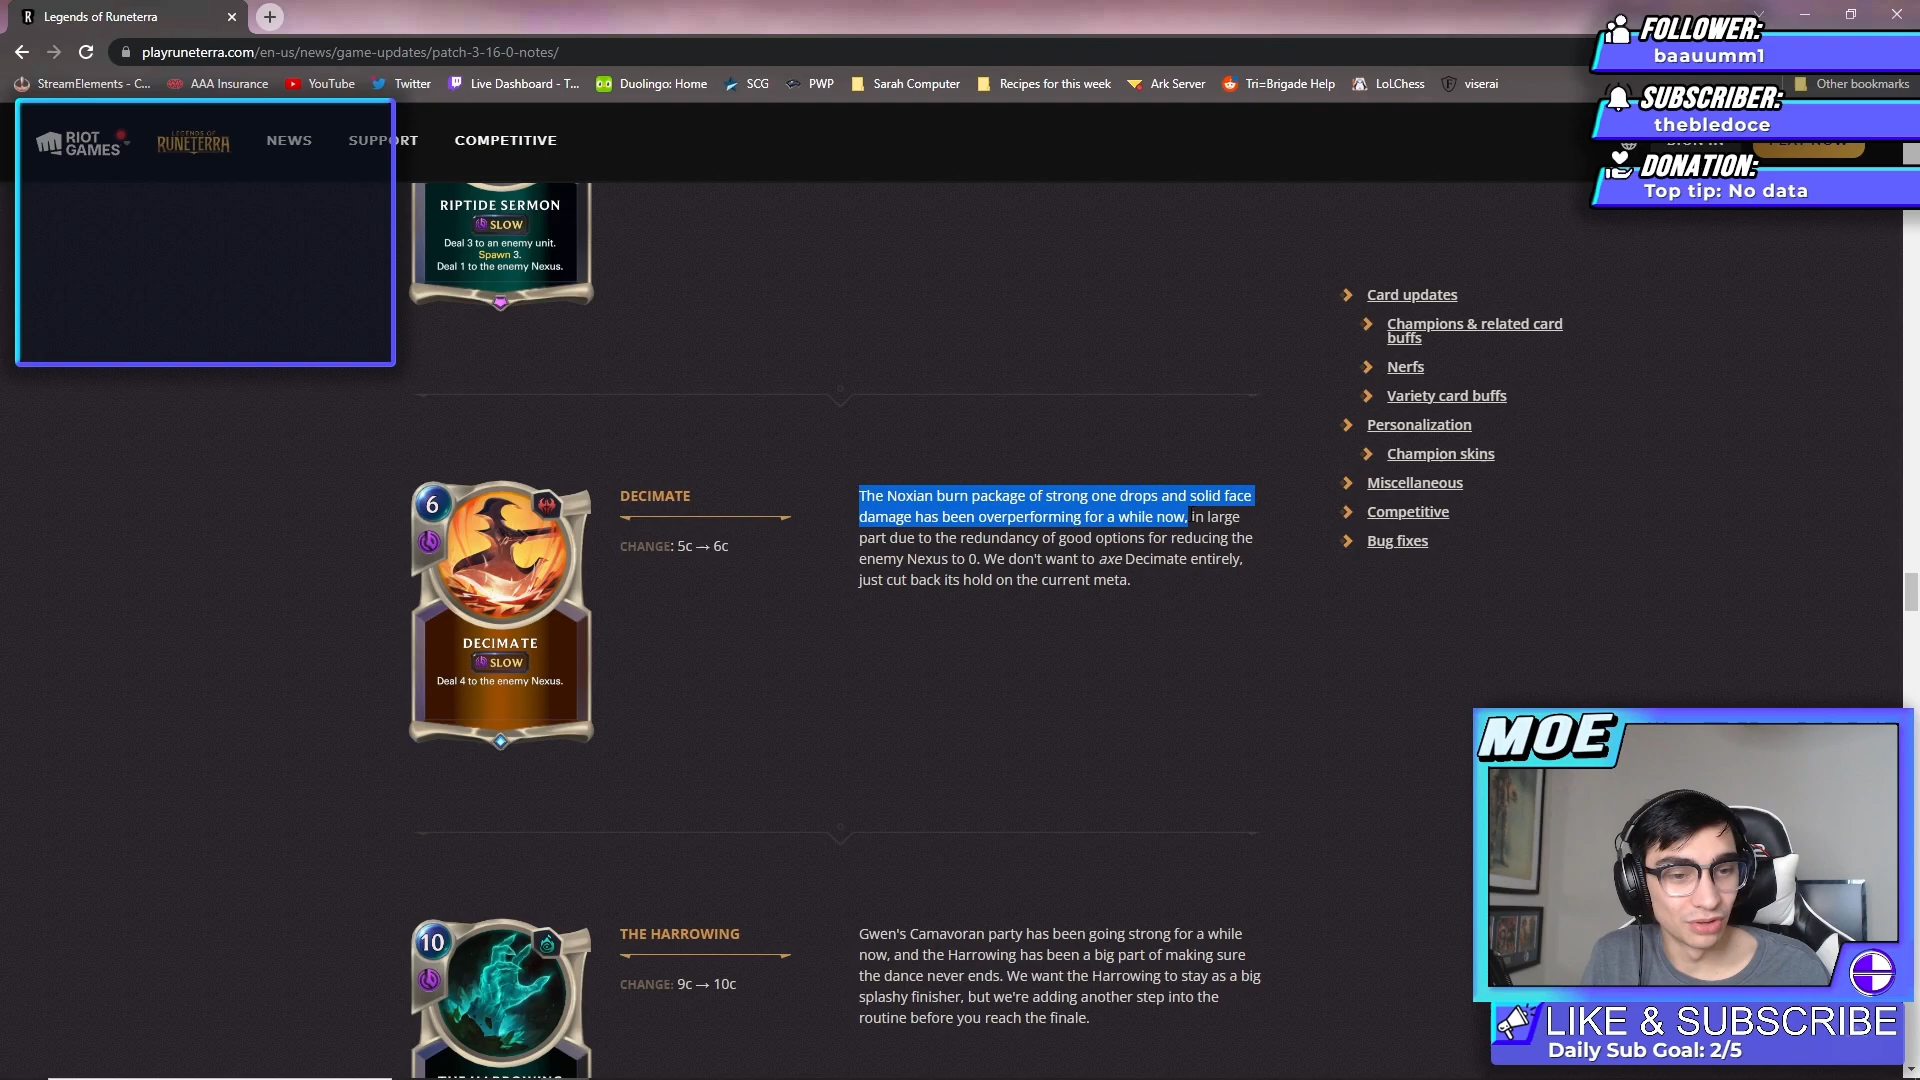 Legends of Runeterra
playruneterra.com/en-us/news/game-updates/patch-3-16-0-notes/
StreamElements - C...
AAA Insurance
YouTube
Twitter
Live Dashboard - T...
Duolingo: Home
SCG
PWP
Sarah Computer
Recipes for this week
Ark Server
Tri=Brigade Help
LoLChess
viserai
Other bookmarks
FOLLOWER:
baauumm1
SUBSCRIBER:
thebledoce
DONATION:
Top tip: No data
RIOT GAMES
LEGENDS OF RUNETERRA
NEWS
SUPPORT
COMPETITIVE
SIGN IN
PLAY NOW
RIPTIDE SERMON
SLOW
Deal 3 to an enemy unit.
Spawn 3.
Deal 1 to the enemy Nexus.
Card updates
Champions & related card
buffs
Nerfs
Variety card buffs
Personalization
Champion skins
Miscellaneous
Competitive
Bug fixes
6
DECIMATE
SLOW
Deal 4 to the enemy Nexus.
DECIMATE
CHANGE: 5c → 6c
The Noxian burn package of strong one drops and solid face
damage has been overperforming for a while now, in large
part due to the redundancy of good options for reducing the
enemy Nexus to 0. We don't want to axe Decimate entirely,
just cut back its hold on the current meta.
10
THE HARROWING
THE HARROWING
CHANGE: 9c → 10c
Gwen's Camavoran party has been going strong for a while
now, and the Harrowing has been a big part of making sure
the dance never ends. We want the Harrowing to stay as a big
splashy finisher, but we're adding another step into the
routine before you reach the finale.
MOE
LIKE & SUBSCRIBE
Daily Sub Goal: 2/5